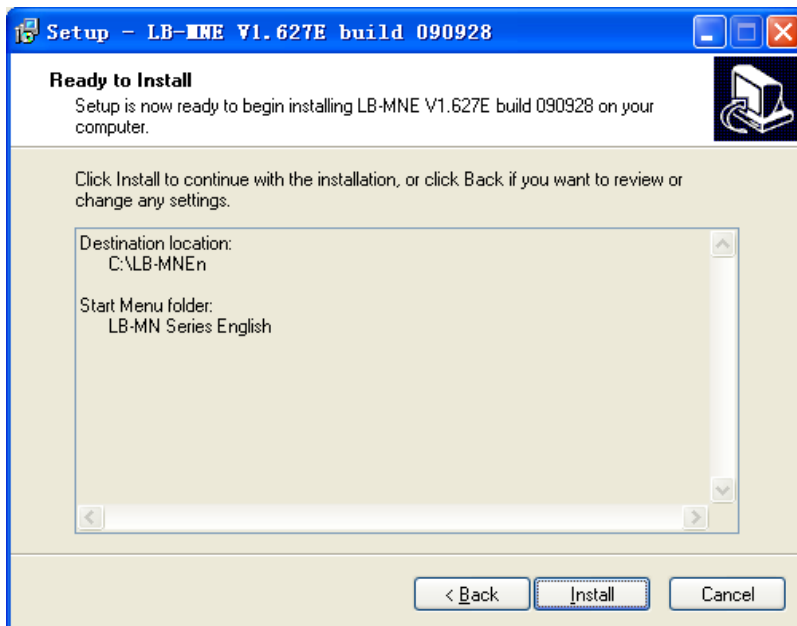 Setup - LB-MNE V1.627E build 090928
Ready to Install
Setup is now ready to begin installing LB-MNE V1.627E build 090928 on your
computer.
Click Install to continue with the installation, or click Back if you want to review or
change any settings.
Destination location:
C:\LB-MNEn
Start Menu folder:
LB-MN Series English
< Back
Install
Cancel